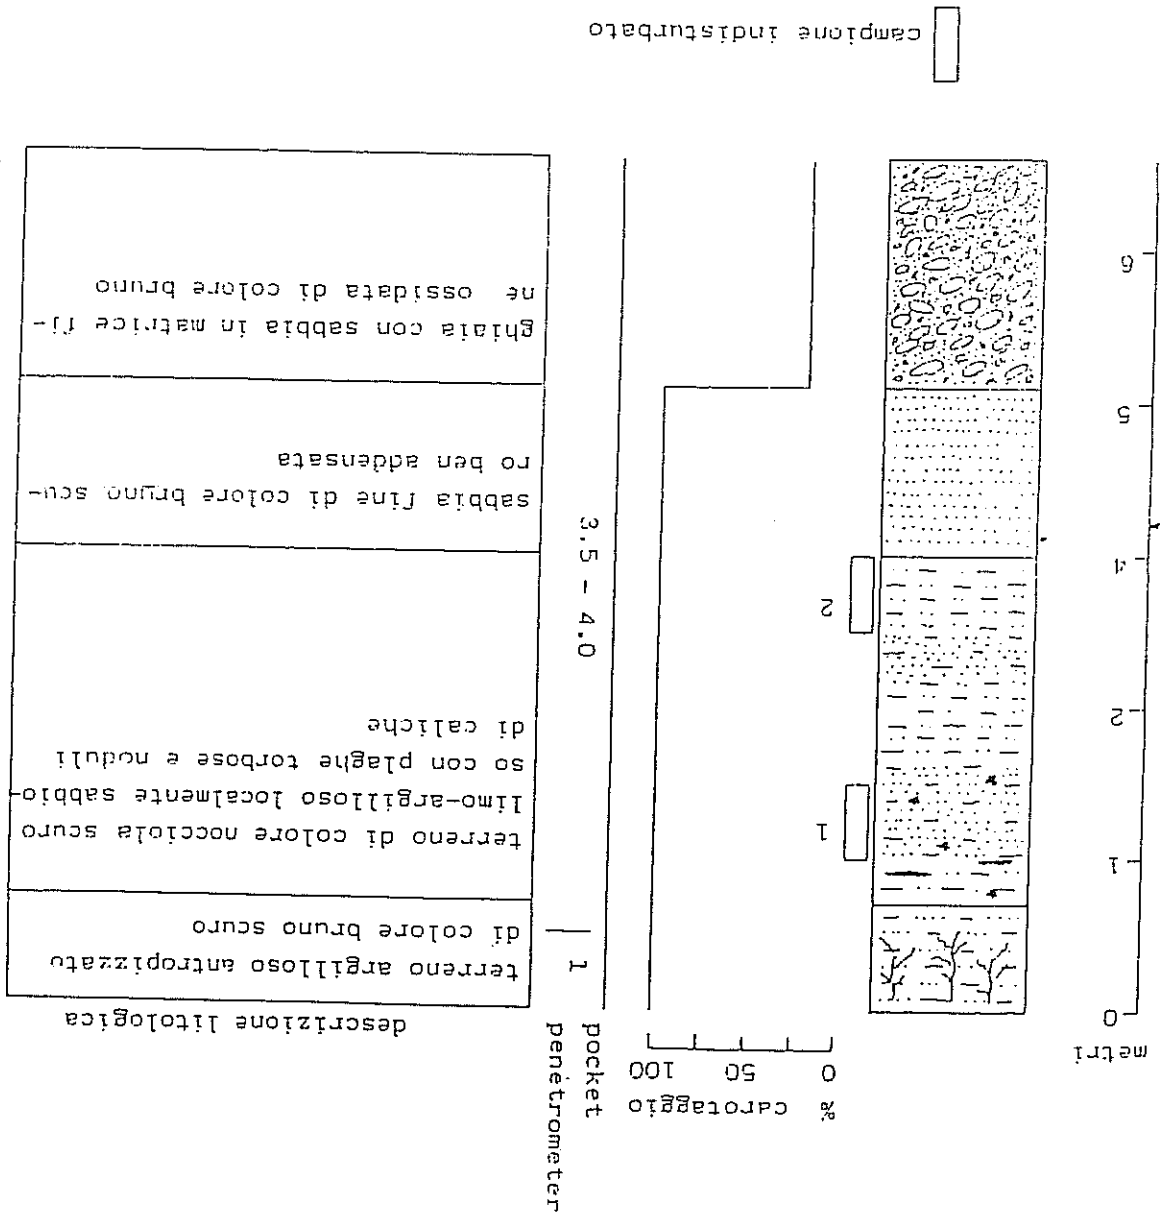 metri
% carotaggio
0 50 100
pocket
penetrometer
descrizione litologica
0
1
2
4
5
6
1
2
1
3.5 - 4.0
terreno argilloso antropizzato
di colore bruno scuro
terreno di colore nocciola scuro
limo-argilloso localmente sabbio-
so con plaghe torbose e noduli
di caliche
sabbia fine di colore bruno scu-
ro ben addensata
ghiaia con sabbia in matrice fi-
ne ossidata di colore bruno
campione indisturbato